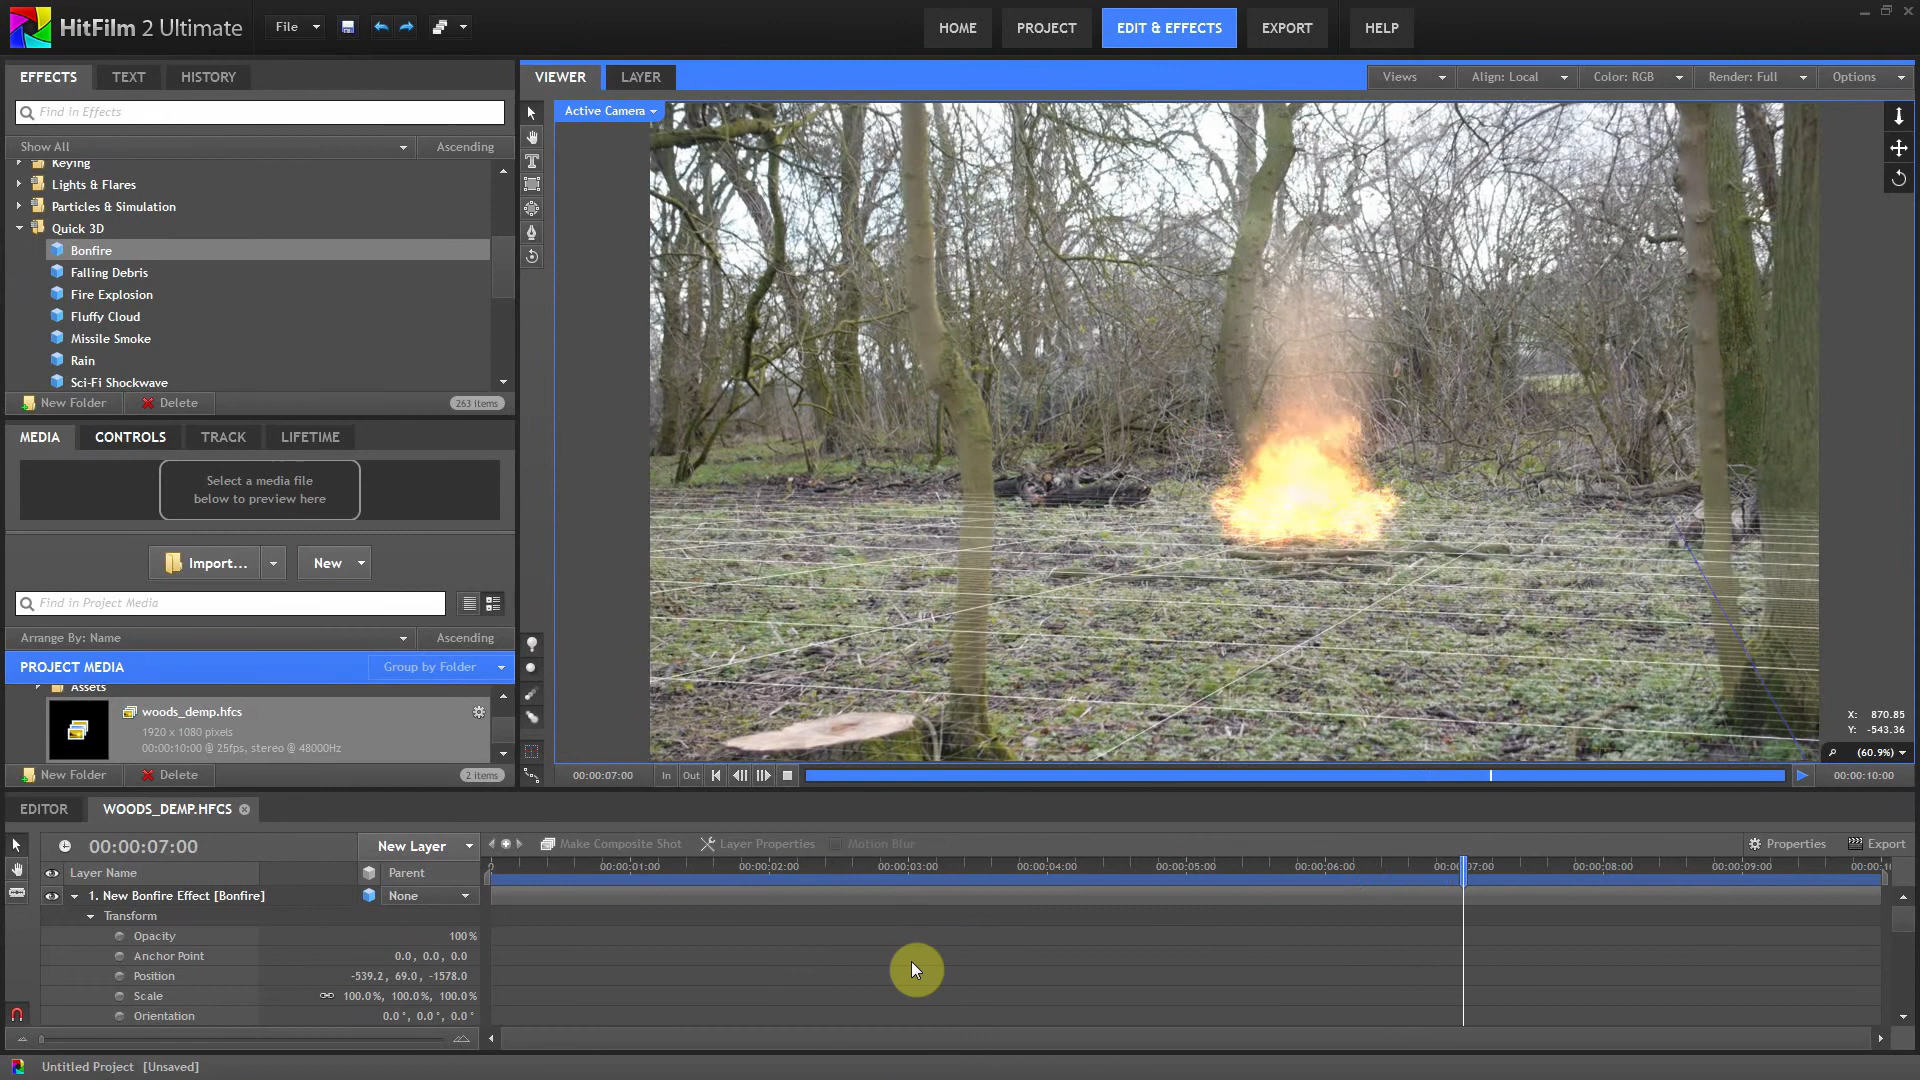 HitFilm 2 Ultimate
File
HOME
PROJECT
EDIT & EFFECTS
EXPORT
HELP
EFFECTS
TEXT
HISTORY
Find in Effects
Show All
Ascending
Keying
Lights & Flares
Particles & Simulation
Quick 3D
Bonfire
Falling Debris
Fire Explosion
Fluffy Cloud
Missile Smoke
Rain
Sci-Fi Shockwave
New Folder
Delete
263 items
MEDIA
CONTROLS
TRACK
LIFETIME
Select a media file
below to preview here
Import...
New
Find in Project Media
Arrange By: Name
Ascending
PROJECT MEDIA
Group by Folder
Assets
woods_demp.hfcs
1920 x 1080 pixels
00:00:10:00 @ 25fps, stereo @ 48000Hz
New Folder
Delete
2 items
VIEWER
LAYER
Views
Align: Local
Color: RGB
Render: Full
Options
Active Camera
X: 870.85
Y: -543.36
(60.9%)
00:00:07:00
In
Out
00:00:10:00
EDITOR
WOODS_DEMP.HFCS
00:00:07:00
New Layer
Make Composite Shot
Layer Properties
Motion Blur
Properties
Export
Layer Name
Parent
0
00:00:01:00
00:00:02:00
00:00:03:00
00:00:04:00
00:00:05:00
00:00:06:00
00:00:07:00
00:00:08:00
00:00:09:00
1. New Bonfire Effect [Bonfire]
None
Transform
Opacity
100%
Anchor Point
0.0, 0.0, 0.0
Position
-539.2, 69.0, -1578.0
Scale
100.0%, 100.0%, 100.0%
Orientation
0.0°, 0.0°, 0.0°
Untitled Project [Unsaved]